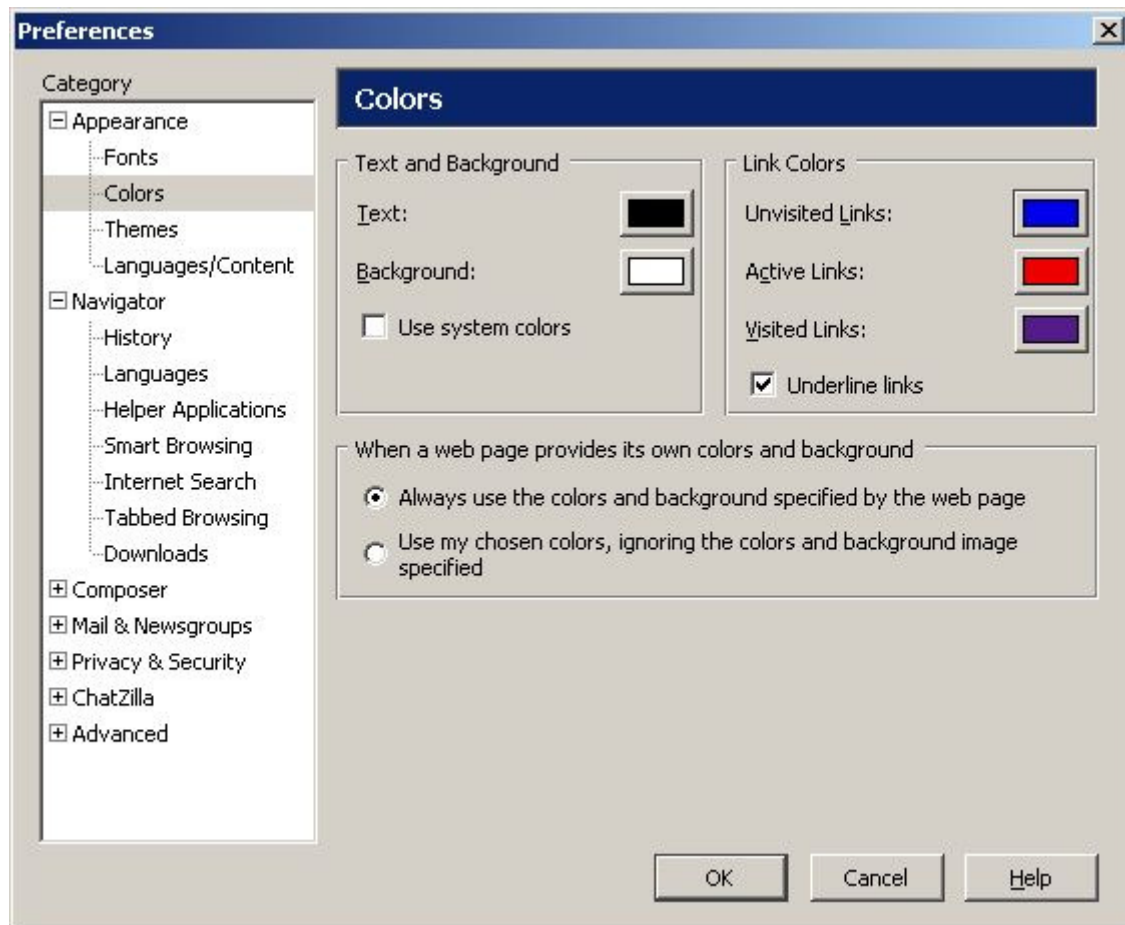 Preferences
Category
Appearance
Fonts
Colors
Themes
Languages/Content
Navigator
History
Languages
Helper Applications
Smart Browsing
Internet Search
Tabbed Browsing
Downloads
Composer
Mail & Newsgroups
Privacy & Security
ChatZilla
Advanced
Colors
Text and Background
Text:
Background:
Use system colors
Link Colors
Unvisited Links:
Active Links:
Visited Links:
Underline links
When a web page provides its own colors and background
Always use the colors and background specified by the web page
Use my chosen colors, ignoring the colors and background image
specified
OK
Cancel
Help